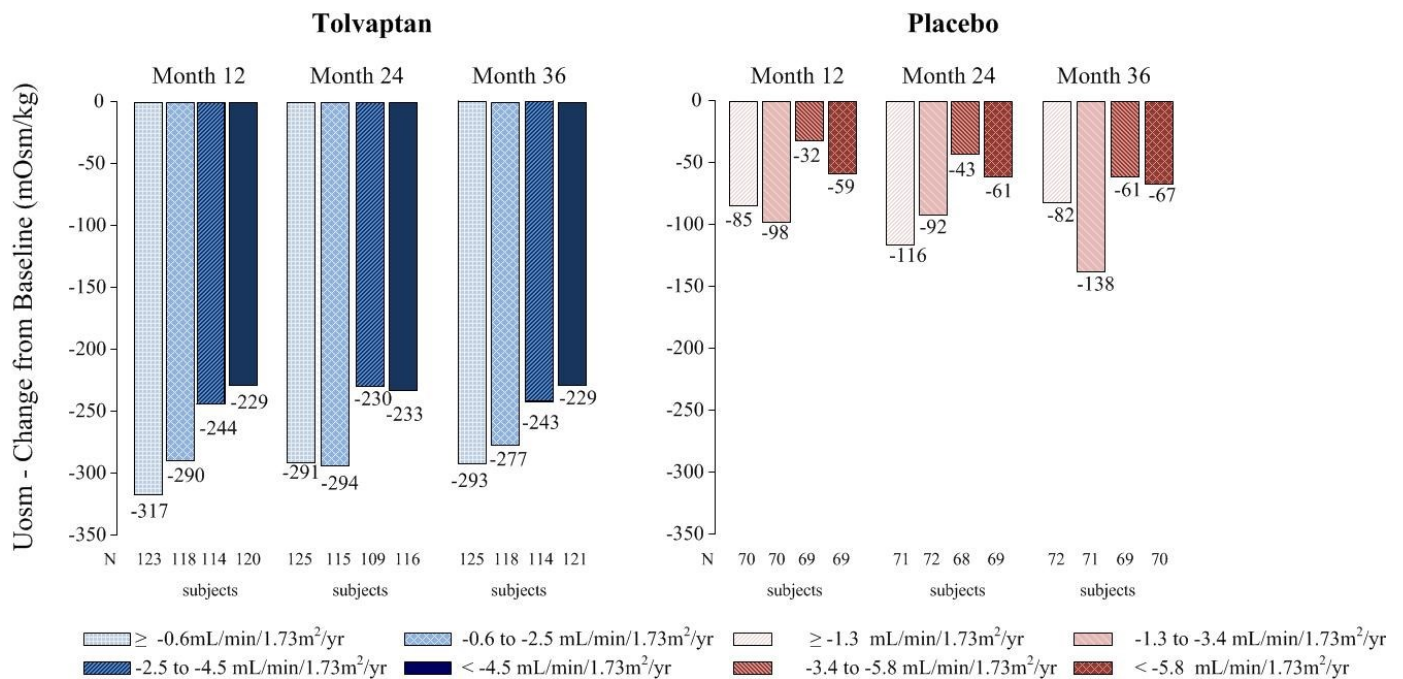 Tolvaptan
Placebo
Month 12 Month 24 Month 36
Month 12 Month 24 Month 36
Uosm - Change from Baseline (mOsm/kg)
0
-50
-100
-150
-200
-250
-300
-350
-317 -290 -244 -229
-291 -294 -230 -233
-293 -277 -243 -229
0
-50
-100
-150
-200
-250
-300
-350
-85 -98 -32 -59
-116 -92 -43 -61
-82 -138 -61 -67
N 123 118 114 120 125 115 109 116 125 118 114 121
subjects subjects subjects
N 70 70 69 69 71 72 68 69 72 71 69 70
subjects subjects subjects
≥ -0.6mL/min/1.73m²/yr -0.6 to -2.5 mL/min/1.73m²/yr ≥ -1.3 mL/min/1.73m²/yr -1.3 to -3.4 mL/min/1.73m²/yr
-2.5 to -4.5 mL/min/1.73m²/yr < -4.5 mL/min/1.73m²/yr -3.4 to -5.8 mL/min/1.73m²/yr < -5.8 mL/min/1.73m²/yr